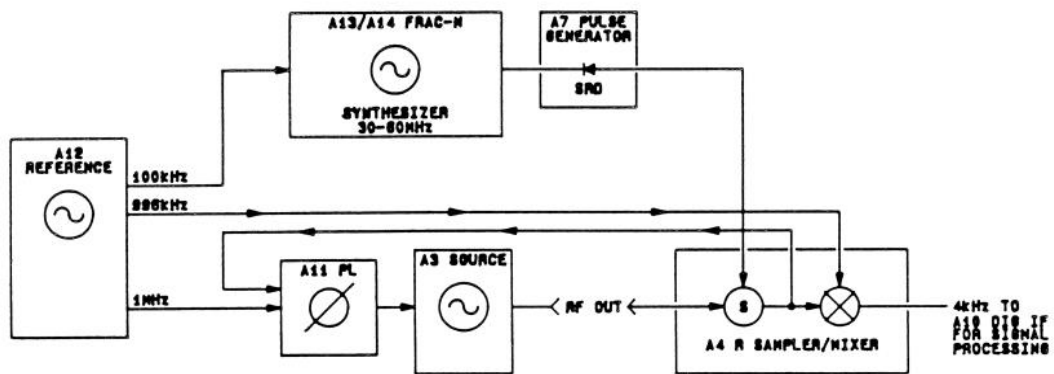 A13/A14 FRAC-N
SYNTHESIZER
30-60MHz
A7 PULSE
GENERATOR
SRD
A12
REFERENCE
100kHz
996kHz
1MHz
A11 PL
A3 SOURCE
RF OUT
S
A4 R SAMPLER/MIXER
4kHz TO
A10 DIG IF
FOR SIGNAL
PROCESSING